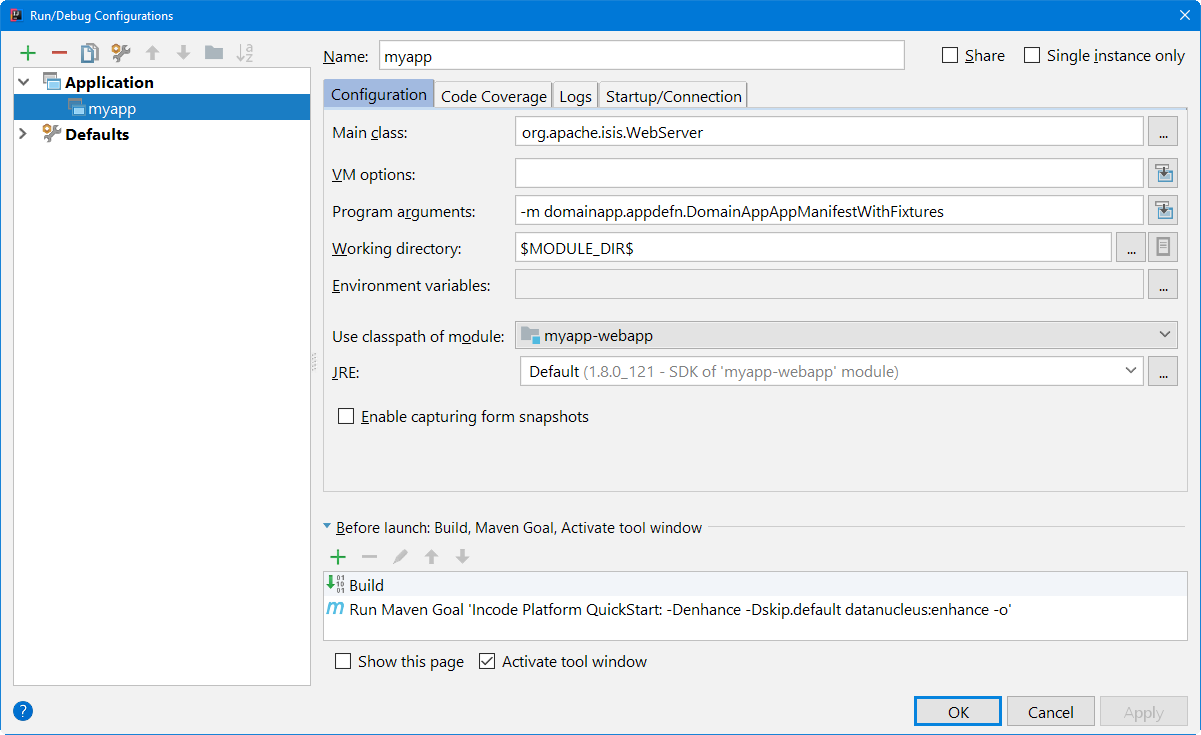 Run/Debug Configurations
Name: myapp
Share
Single instance only
Application
myapp
Defaults
Configuration
Code Coverage
Logs
Startup/Connection
Main class: org.apache.isis.WebServer ...
VM options:
Program arguments: -m domainapp.appdefn.DomainAppAppManifestWithFixtures
Working directory: $MODULE_DIR$ ...
Environment variables: ...
Use classpath of module: myapp-webapp
JRE: Default (1.8.0_121 - SDK of 'myapp-webapp' module) ...
Enable capturing form snapshots
Before launch: Build, Maven Goal, Activate tool window
Build
Run Maven Goal 'Incode Platform QuickStart: -Denhance -Dskip.default datanucleus:enhance -o'
Show this page
Activate tool window
?
OK
Cancel
Apply